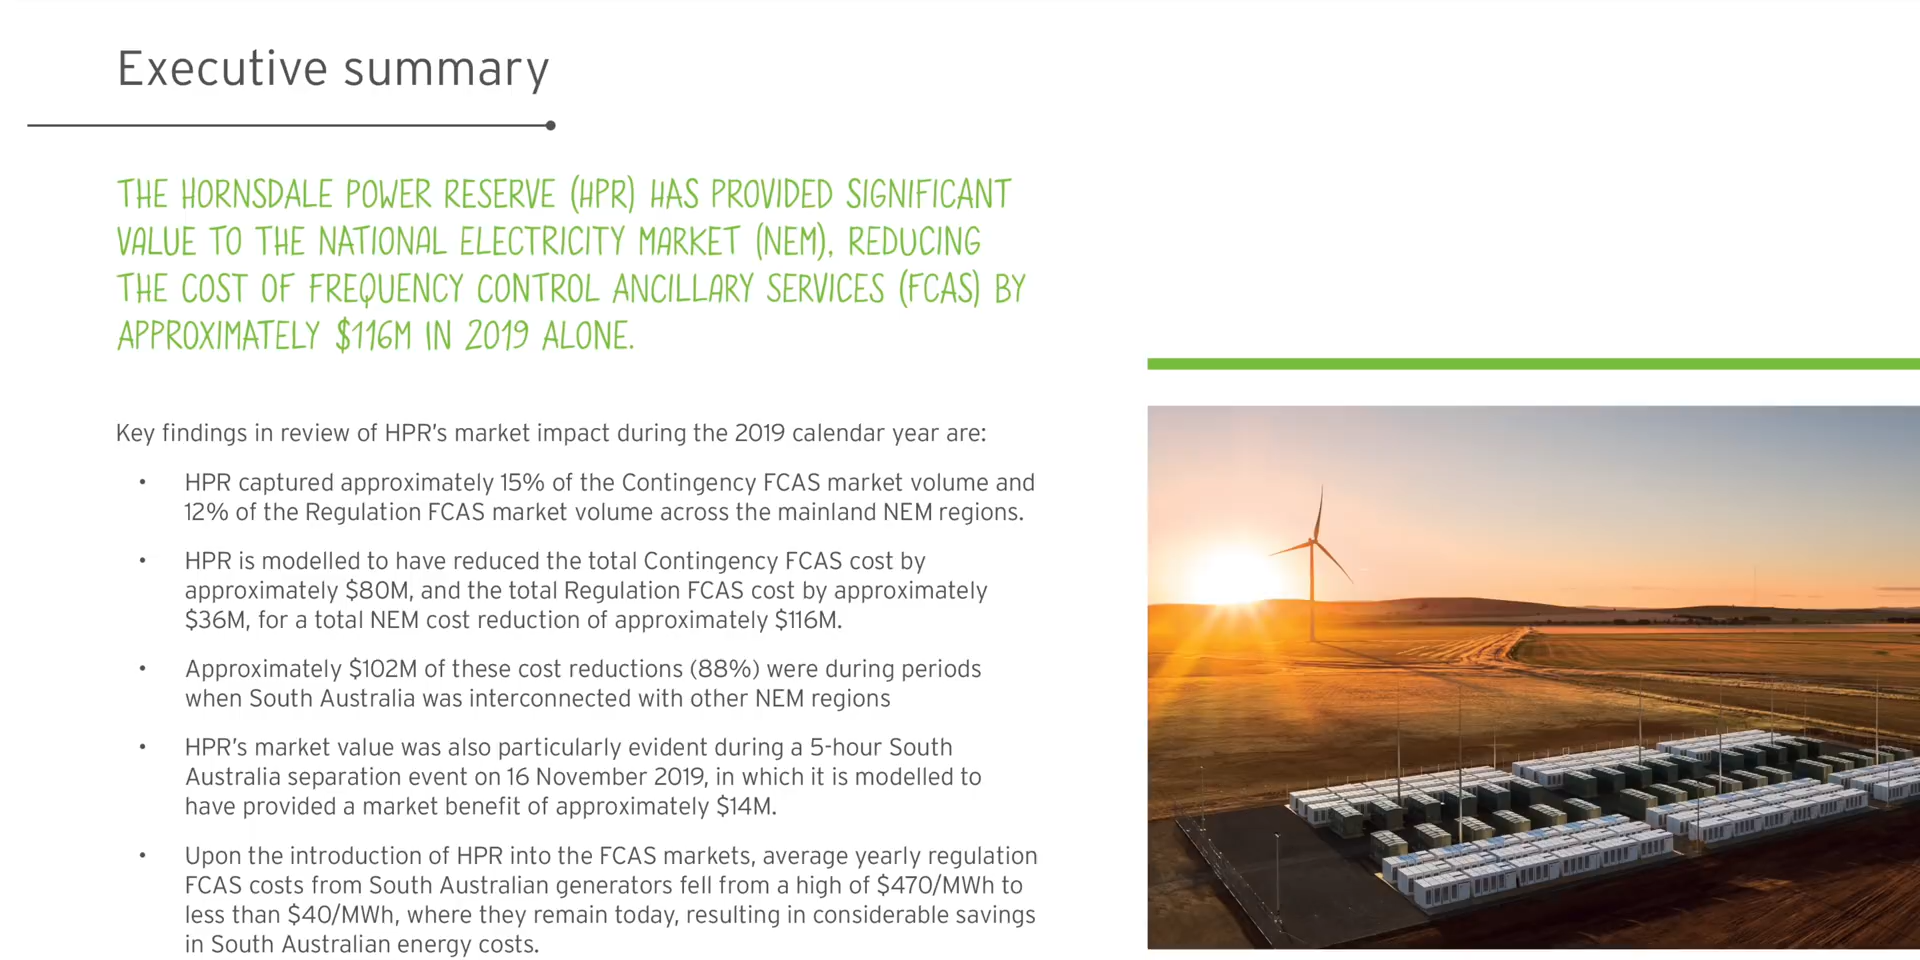 Executive summary
THE HORNSDALE POWER RESERVE (HPR) HAS PROVIDED SIGNIFICANT
VALUE TO THE NATIONAL ELECTRICITY MARKET (NEM), REDUCING
THE COST OF FREQUENCY CONTROL ANCILLARY SERVICES (FCAS) BY
APPROXIMATELY $116M IN 2019 ALONE.
Key findings in review of HPR's market impact during the 2019 calendar year are:
• HPR captured approximately 15% of the Contingency FCAS market volume and
12% of the Regulation FCAS market volume across the mainland NEM regions.
• HPR is modelled to have reduced the total Contingency FCAS cost by
approximately $80M, and the total Regulation FCAS cost by approximately
$36M, for a total NEM cost reduction of approximately $116M.
• Approximately $102M of these cost reductions (88%) were during periods
when South Australia was interconnected with other NEM regions
• HPR's market value was also particularly evident during a 5-hour South
Australia separation event on 16 November 2019, in which it is modelled to
have provided a market benefit of approximately $14M.
• Upon the introduction of HPR into the FCAS markets, average yearly regulation
FCAS costs from South Australian generators fell from a high of $470/MWh to
less than $40/MWh, where they remain today, resulting in considerable savings
in South Australian energy costs.